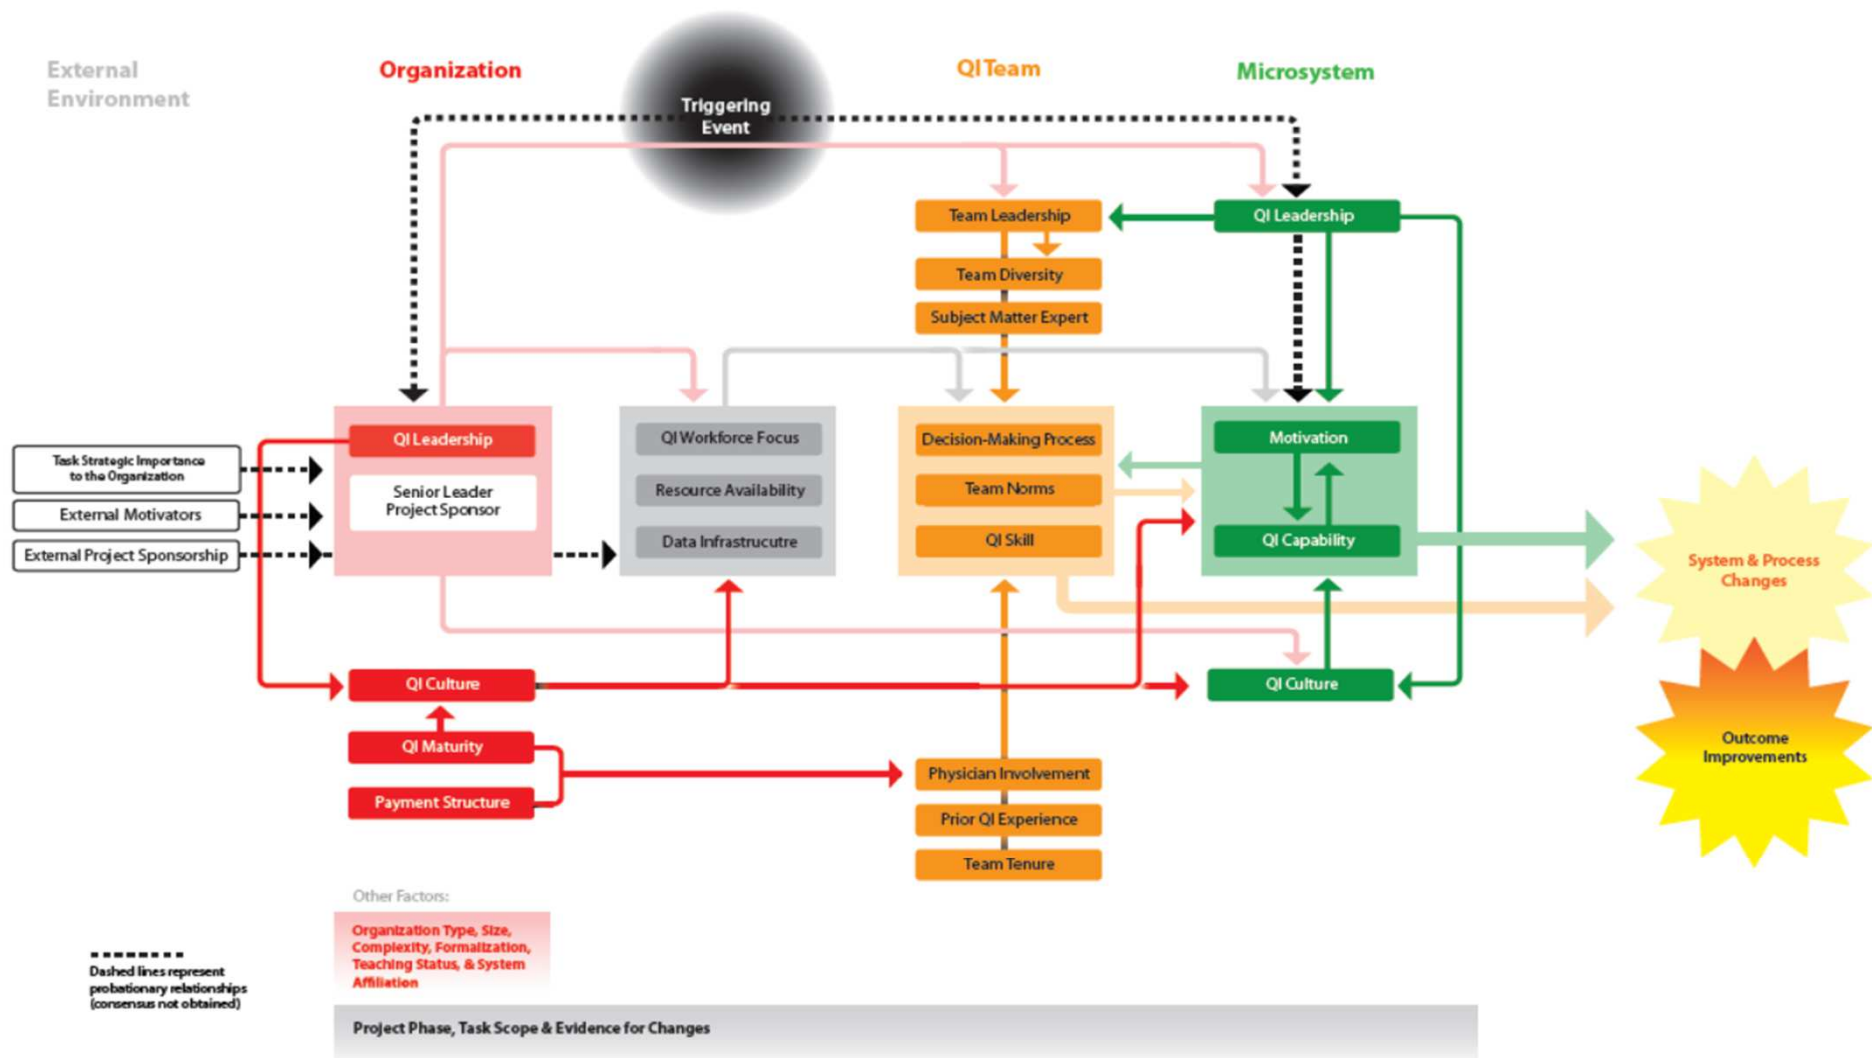 External
Environment
Organization
Triggering
Event
QI Team
Microsystem
Team Leadership
QI Leadership
Team Diversity
Subject Matter Expert
Task Strategic Importance
to the Organization
External Motivators
External Project Sponsorship
QI Leadership
Senior Leader
Project Sponsor
QI Workforce Focus
Resource Availability
Data Infrastrucutre
Decision-Making Process
Team Norms
QI Skill
Motivation
QI Capability
System & Process
Changes
QI Culture
QI Culture
QI Maturity
Payment Structure
Physician Involvement
Prior QI Experience
Team Tenure
Outcome
Improvements
Other Factors:
Organization Type, Size,
Complexity, Formalization,
Teaching Status, & System
Affiliation
Dashed lines represent
probationary relationships
(consensus not obtained)
Project Phase, Task Scope & Evidence for Changes